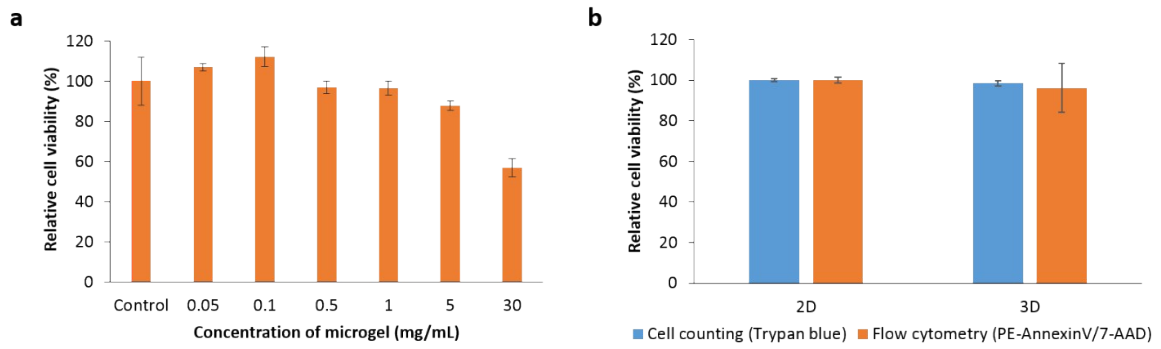 a
Relative cell viability (%)
120
100
80
60
40
20
0
Control 0.05 0.1 0.5 1 5 30
Concentration of microgel (mg/mL)
b
Relative cell viability (%)
120
100
80
60
40
20
0
2D 3D
Cell counting (Trypan blue) Flow cytometry (PE-AnnexinV/7-AAD)